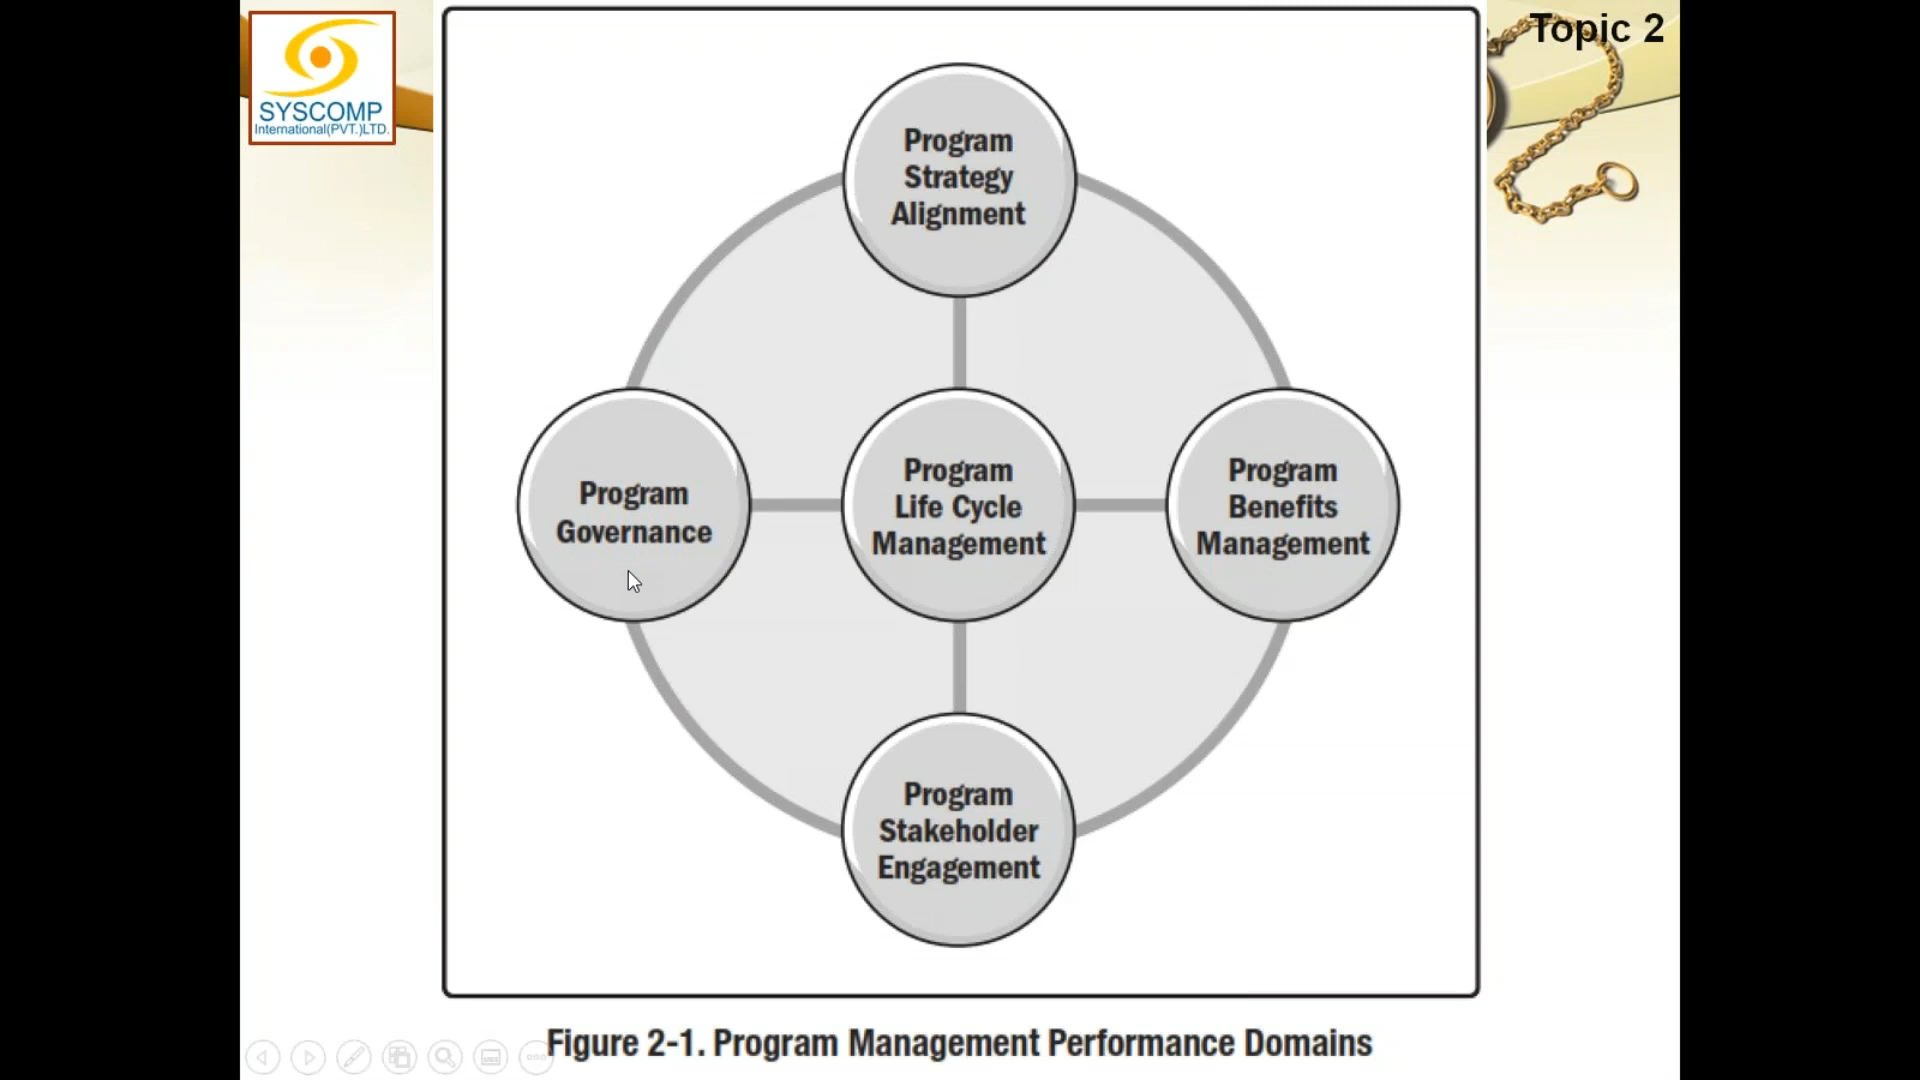 SYSCOMP
International(PVT.)LTD.
Topic 2
Program
Strategy
Alignment
Program
Governance
Program
Life Cycle
Management
Program
Benefits
Management
Program
Stakeholder
Engagement
Figure 2-1. Program Management Performance Domains